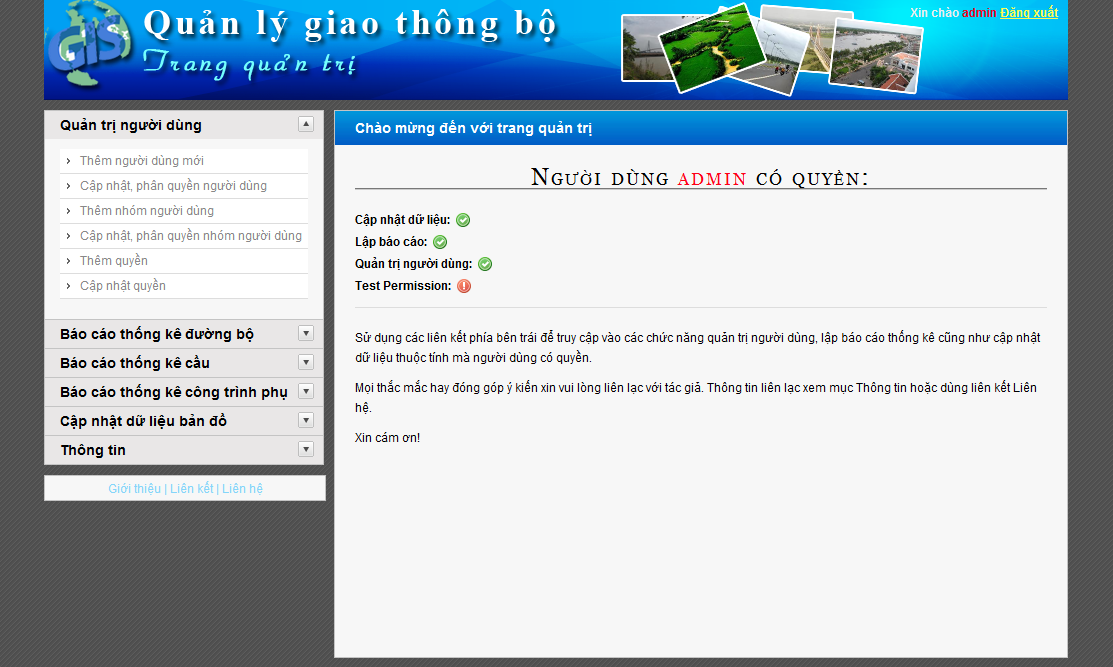 GIS
Quản lý giao thông bộ
Trang quản trị
Xin chào admin Đăng xuất
Quản trị người dùng
Thêm người dùng mới
Cập nhật, phân quyền người dùng
Thêm nhóm người dùng
Cập nhật, phân quyền nhóm người dùng
Thêm quyền
Cập nhật quyền
Báo cáo thống kê đường bộ
Báo cáo thống kê cầu
Báo cáo thống kê công trình phụ
Cập nhật dữ liệu bản đồ
Thông tin
Giới thiệu | Liên kết | Liên hệ
Chào mừng đến với trang quản trị
Người dùng admin có quyền:
Cập nhật dữ liệu:
Lập báo cáo:
Quản trị người dùng:
Test Permission:
Sử dụng các liên kết phía bên trái để truy cập vào các chức năng quản trị người dùng, lập báo cáo thống kê cũng như cập nhật
dữ liệu thuộc tính mà người dùng có quyền.
Mọi thắc mắc hay đóng góp ý kiến xin vui lòng liên lạc với tác giả. Thông tin liên lạc xem mục Thông tin hoặc dùng liên kết Liên
hệ.
Xin cám ơn!